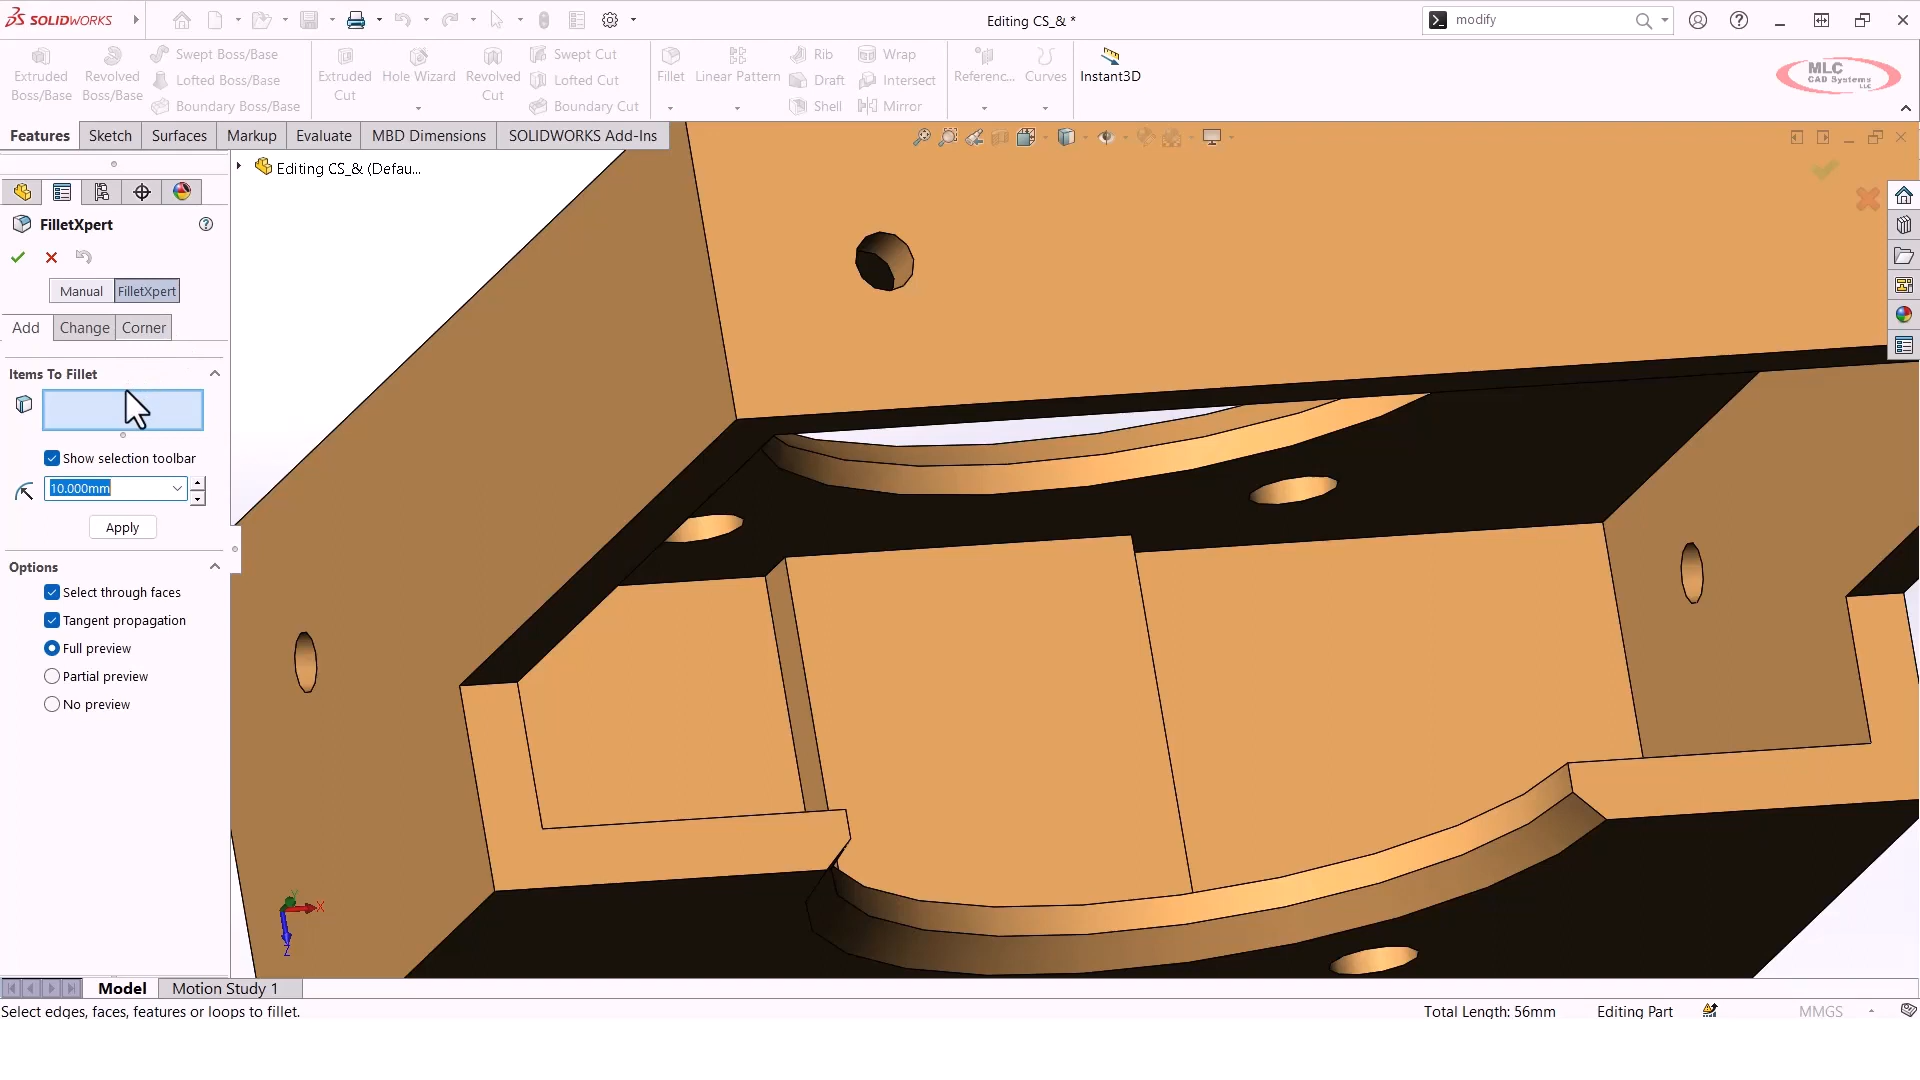 SOLIDWORKS
Editing CS_& *
modify
Extruded Boss/Base
Revolved Boss/Base
Swept Boss/Base
Lofted Boss/Base
Boundary Boss/Base
Extruded Cut
Hole Wizard
Revolved Cut
Swept Cut
Lofted Cut
Boundary Cut
Fillet
Linear Pattern
Rib
Draft
Shell
Wrap
Intersect
Mirror
Referenc...
Curves
Instant3D
MLC
CAD Systems
LLC
Features
Sketch
Surfaces
Markup
Evaluate
MBD Dimensions
SOLIDWORKS Add-Ins
Editing CS_& (Defau...
FilletXpert
Manual
FilletXpert
Add
Change
Corner
Items To Fillet
Show selection toolbar
10.000mm
Apply
Options
Select through faces
Tangent propagation
Full preview
Partial preview
No preview
Y
X
Z
Model
Motion Study 1
Select edges, faces, features or loops to fillet.
Total Length: 56mm
Editing Part
MMGS